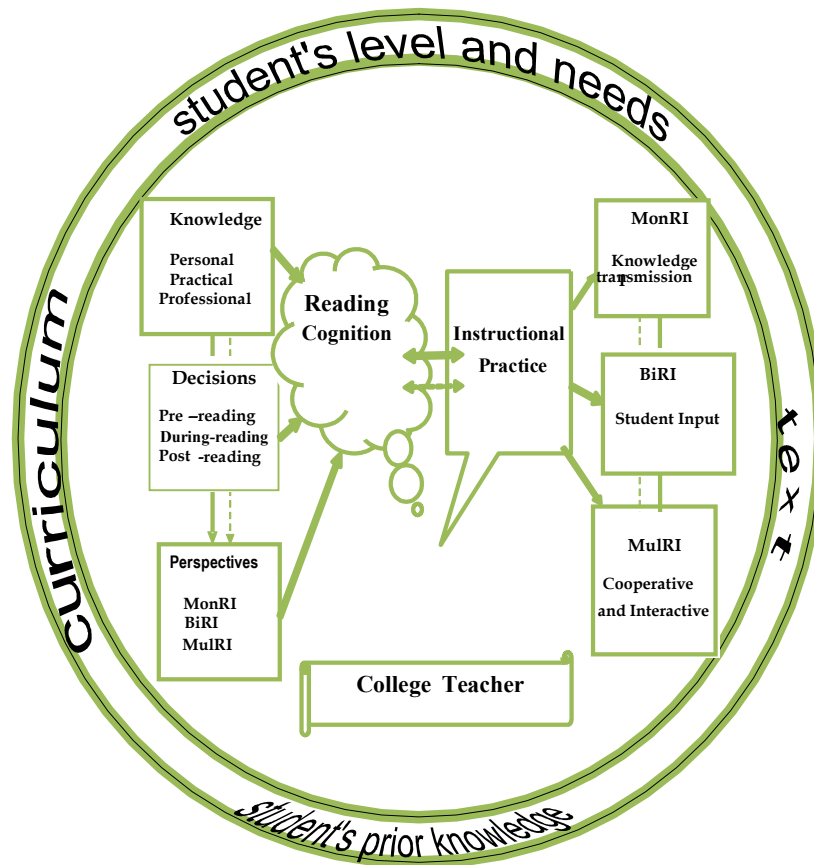 student's level and needs
curriculum
text
student's prior knowledge
Knowledge
Personal
Practical
Professional
Decisions
Pre –reading
During-reading
Post -reading
Perspectives
MonRI
BiRI
MulRI
Reading
Cognition
Instructional
Practice
MonRI
Knowledge
transmission
BiRI
Student Input
MulRI
Cooperative
and Interactive
College Teacher